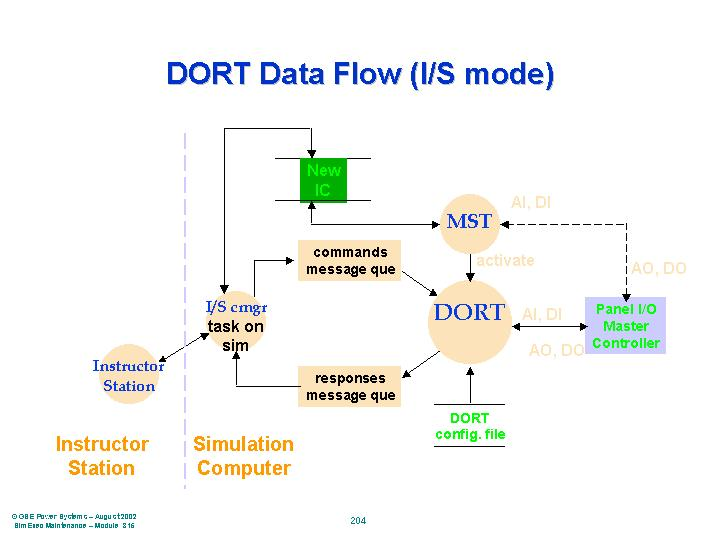 DORT Data Flow (I/S mode)
New
IC
MST
AI, DI
commands
message que
activate
AO, DO
I/S cmgr
task on
sim
DORT
AI, DI
Panel I/O
Master
Controller
AO, DO
Instructor
Station
responses
message que
DORT
config. file
Instructor
Station
Simulation
Computer
© GSE Power Systems – August 2002
SimExec Maintenance – Module S16
204